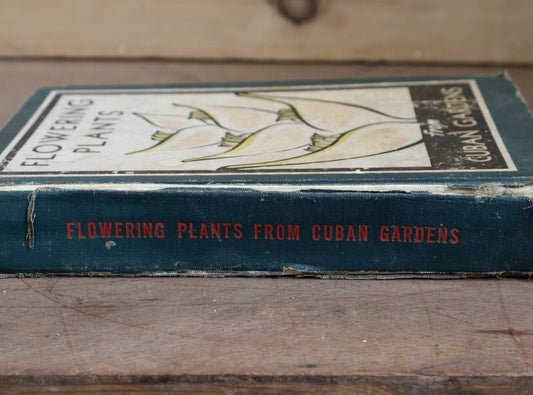 FLOWERING
PLANTS
From
CUBAN GARDENS
FLOWERING PLANTS FROM CUBAN GARDENS